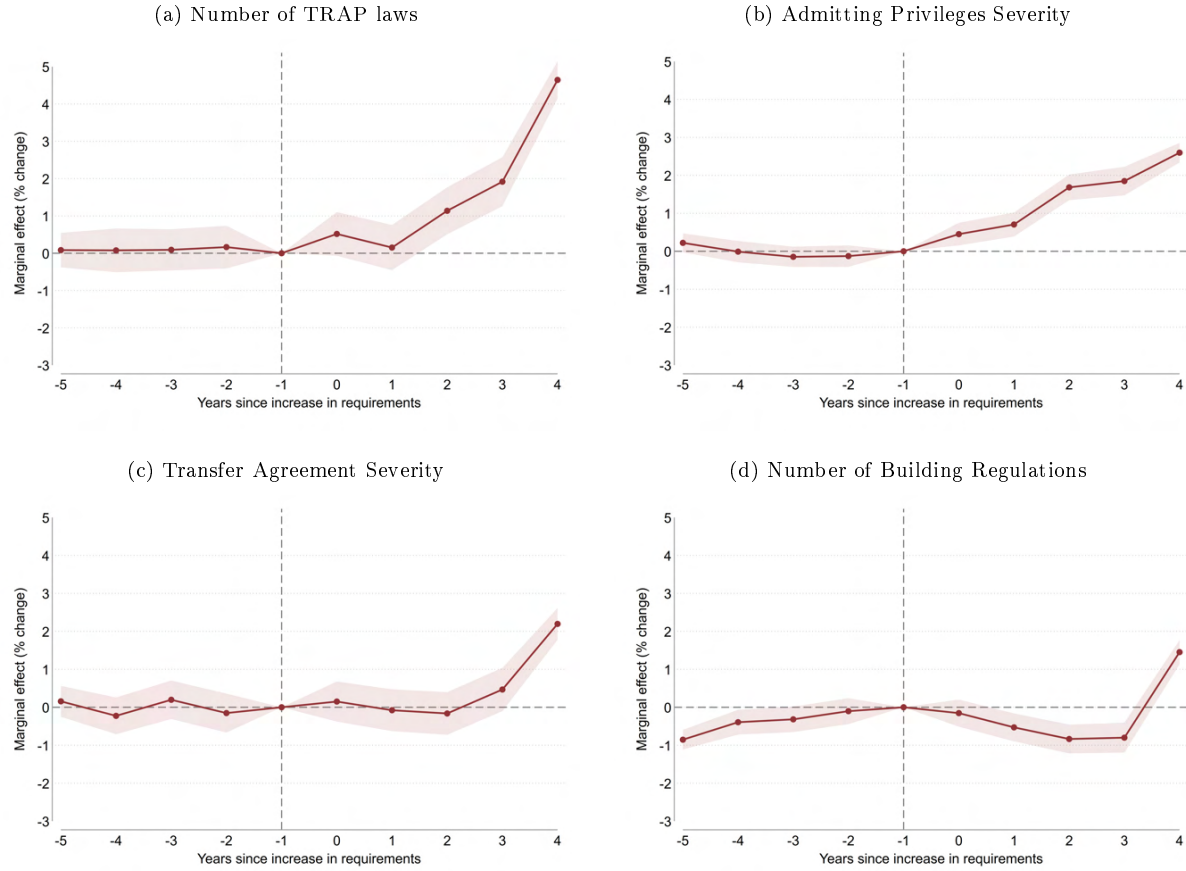 (a) Number of TRAP laws
5
4
3
2
1
0
-1
-2
-3
Marginal effect (% change)
-5 -4 -3 -2 -1 0 1 2 3 4
Years since increase in requirements
(b) Admitting Privileges Severity
5
4
3
2
1
0
-1
-2
-3
Marginal effect (% change)
-5 -4 -3 -2 -1 0 1 2 3 4
Years since increase in requirements
(c) Transfer Agreement Severity
5
4
3
2
1
0
-1
-2
-3
Marginal effect (% change)
-5 -4 -3 -2 -1 0 1 2 3 4
Years since increase in requirements
(d) Number of Building Regulations
5
4
3
2
1
0
-1
-2
-3
Marginal effect (% change)
-5 -4 -3 -2 -1 0 1 2 3 4
Years since increase in requirements